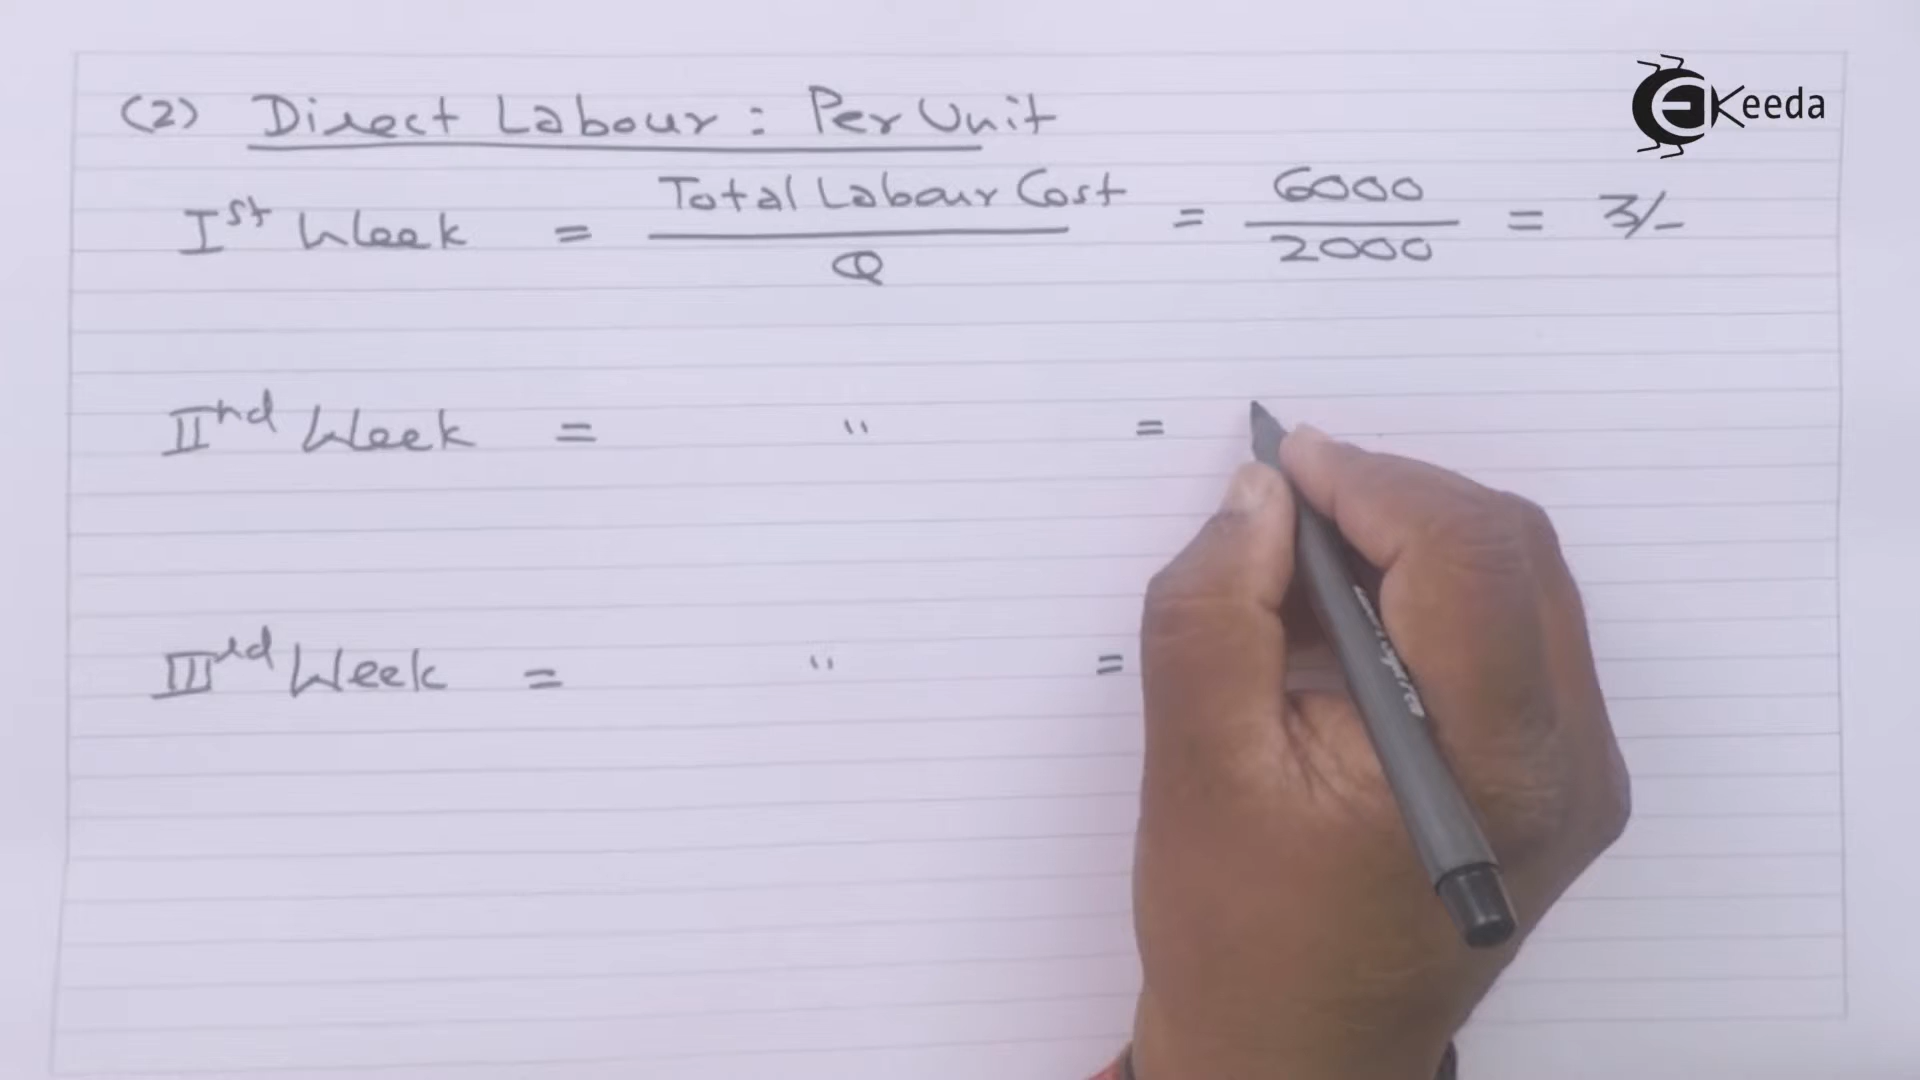 (2) Direct Labour : Per Unit
Ist Week = Total Labour Cost / Q = 6000 / 2000 = 3/-
IInd Week = " =
IIIrd Week = " =
EKeeda